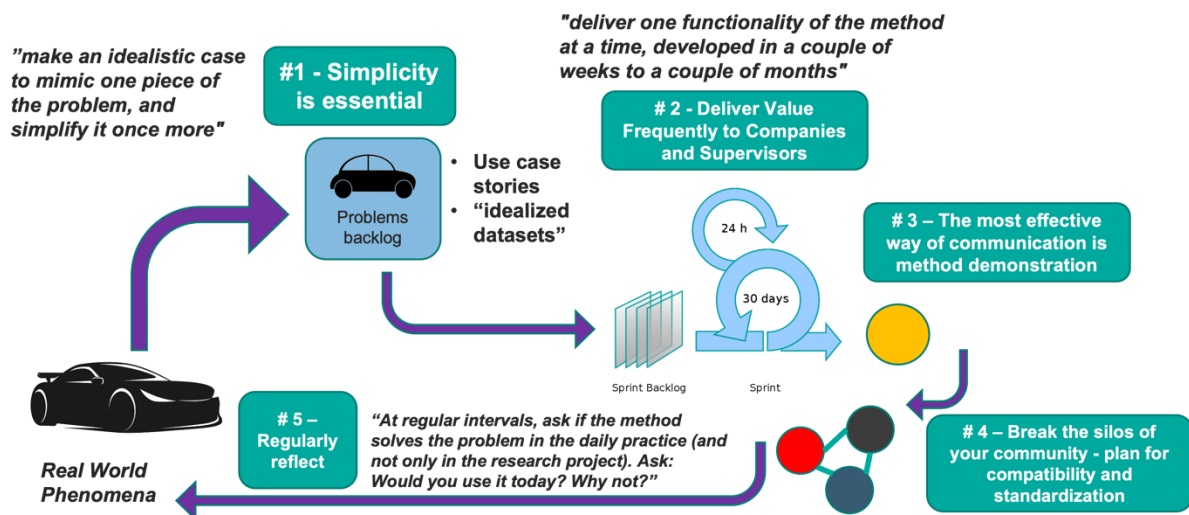 ”make an idealistic case
to mimic one piece of
the problem, and
simplify it once more"
#1 - Simplicity
is essential
Problems
backlog
• Use case
stories
• “idealized
datasets”
"deliver one functionality of the method
at a time, developed in a couple of
weeks to a couple of months"
# 2 - Deliver Value
Frequently to Companies
and Supervisors
24 h
30 days
Sprint Backlog
Sprint
# 3 – The most effective
way of communication is
method demonstration
# 4 – Break the silos of
your community - plan for
compatibility and
standardization
# 5 –
Regularly
reflect
“At regular intervals, ask if the method
solves the problem in the daily practice (and
not only in the research project). Ask:
Would you use it today? Why not?”
Real World
Phenomena